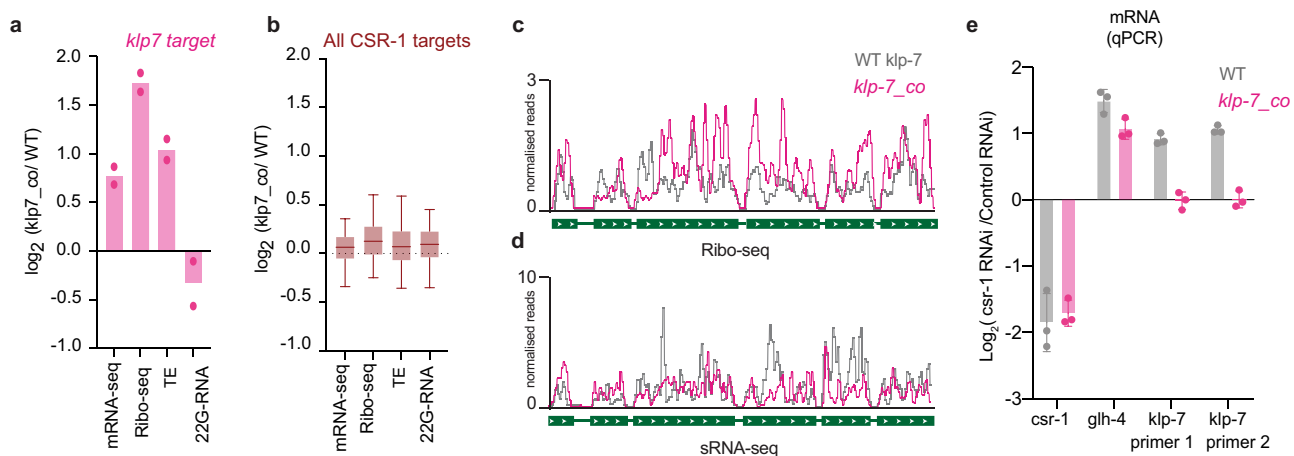 a
klp7 target
log2 (klp7_co/ WT)
2.0
1.5
1.0
0.5
0.0
-0.5
-1.0
mRNA-seq
Ribo-seq
TE
22G-RNA
b
All CSR-1 targets
log2 (klp7_co/ WT)
2.0
1.5
1.0
0.5
0.0
0.5
-1.0
mRNA-seq
Ribo-seq
TE
22G-RNA
c
WT klp-7
klp-7_co
normalised reads
3
0
Ribo-seq
d
normalised reads
10
0
sRNA-seq
e
mRNA
(qPCR)
WT
klp-7_co
Log2( csr-1 RNAi /Control RNAi)
2
1
0
-1
-2
-3
csr-1
glh-4
klp-7
primer 1
klp-7
primer 2